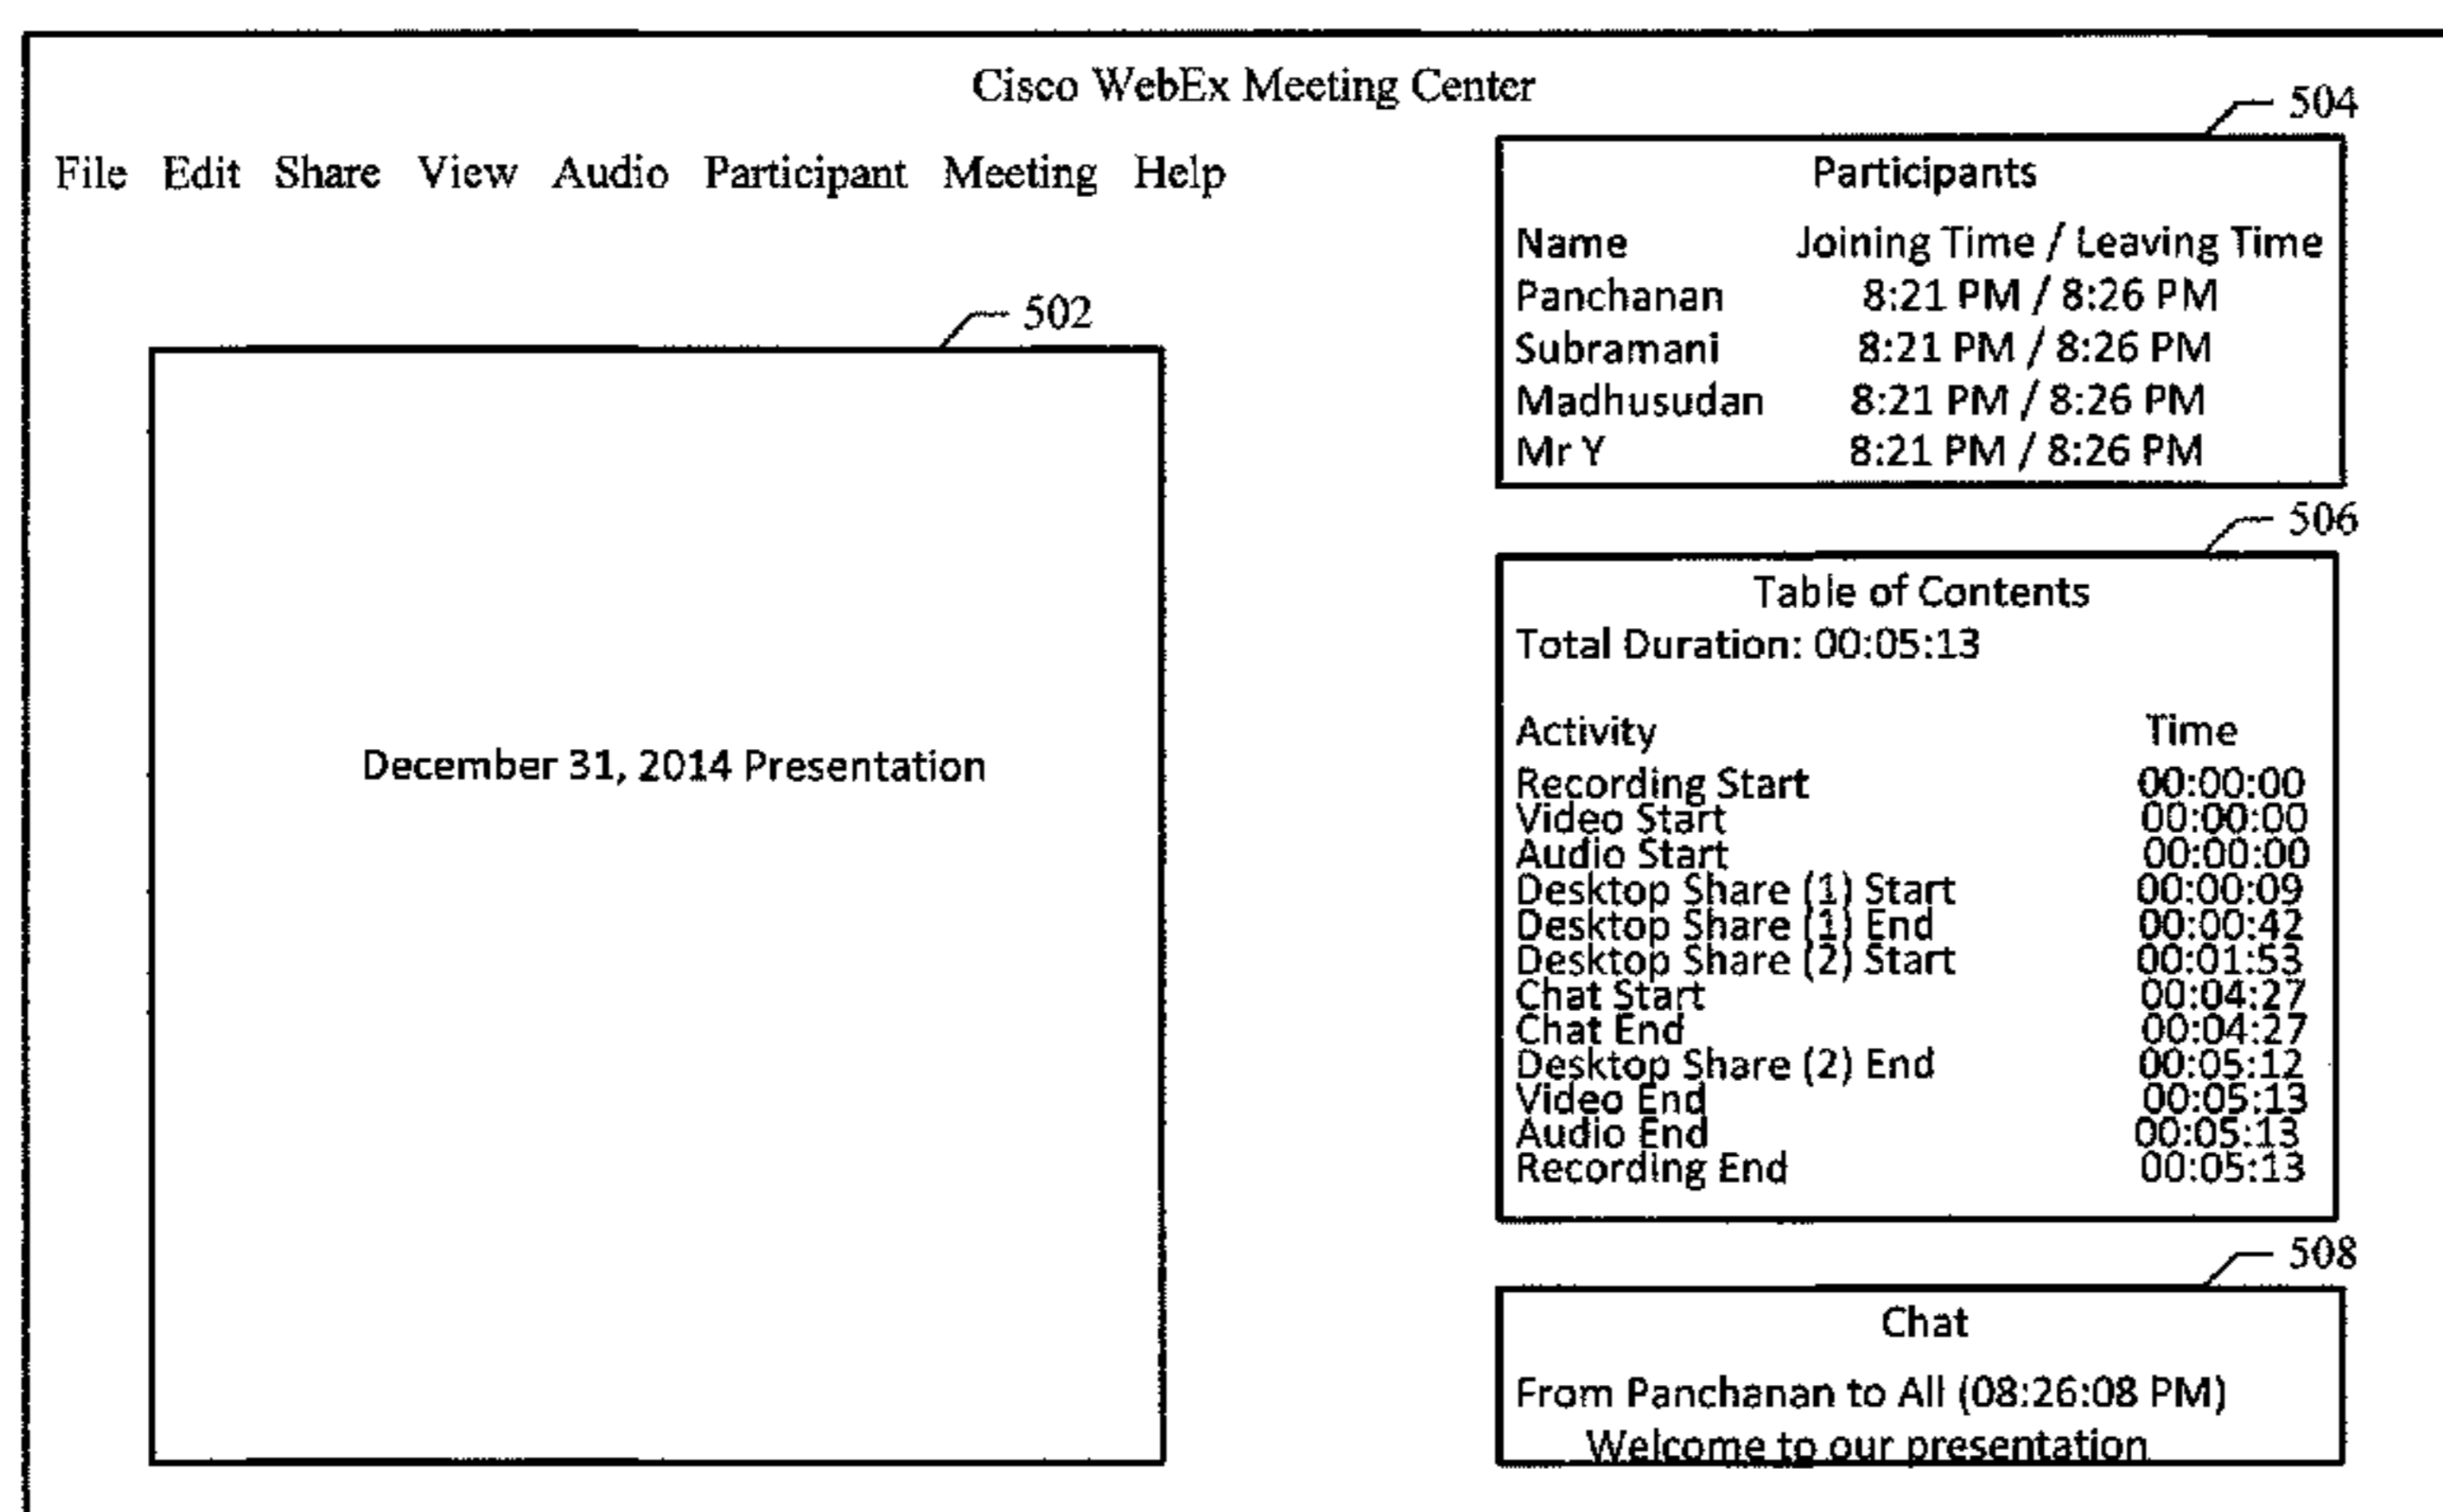 Cisco WebEx Meeting Center
File Edit Share View Audio Participant Meeting Help
502
December 31, 2014 Presentation
504
Participants
Name Joining Time / Leaving Time
Panchanan 8:21 PM / 8:26 PM
Subramani 8:21 PM / 8:26 PM
Madhusudan 8:21 PM / 8:26 PM
Mr Y 8:21 PM / 8:26 PM
506
Table of Contents
Total Duration: 00:05:13
Activity Time
Recording Start 00:00:00
Video Start 00:00:00
Audio Start 00:00:00
Desktop Share (1) Start 00:00:09
Desktop Share (1) End 00:00:42
Desktop Share (2) Start 00:01:53
Chat Start 00:04:27
Chat End 00:04:27
Desktop Share (2) End 00:05:12
Video End 00:05:13
Audio End 00:05:13
Recording End 00:05:13
508
Chat
From Panchanan to All (08:26:08 PM)
Welcome to our presentation